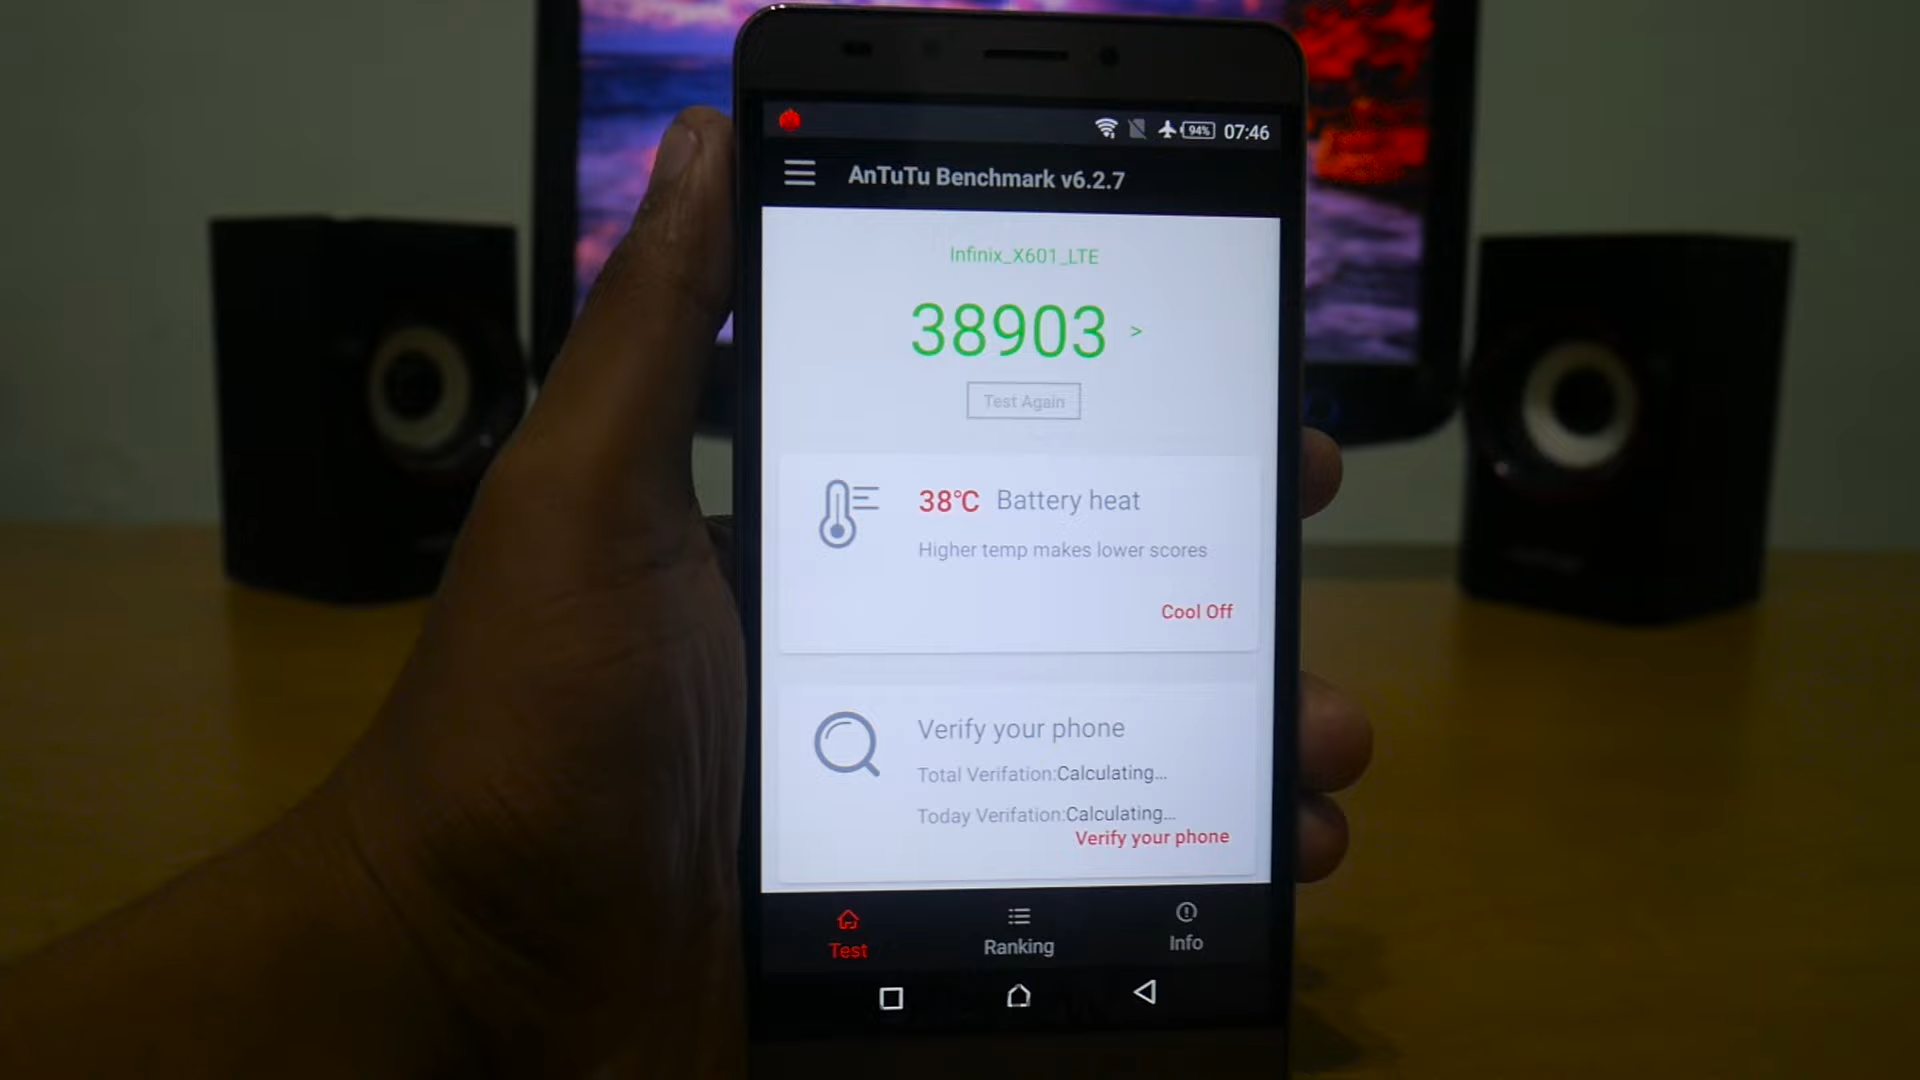 94% 07:46
AnTuTu Benchmark v6.2.7
Infinix_X601_LTE
38903 >
Test Again
38°C Battery heat
Higher temp makes lower scores
Cool Off
Verify your phone
Total Verifation:Calculating...
Today Verifation:Calculating...
Verify your phone
Test Ranking Info